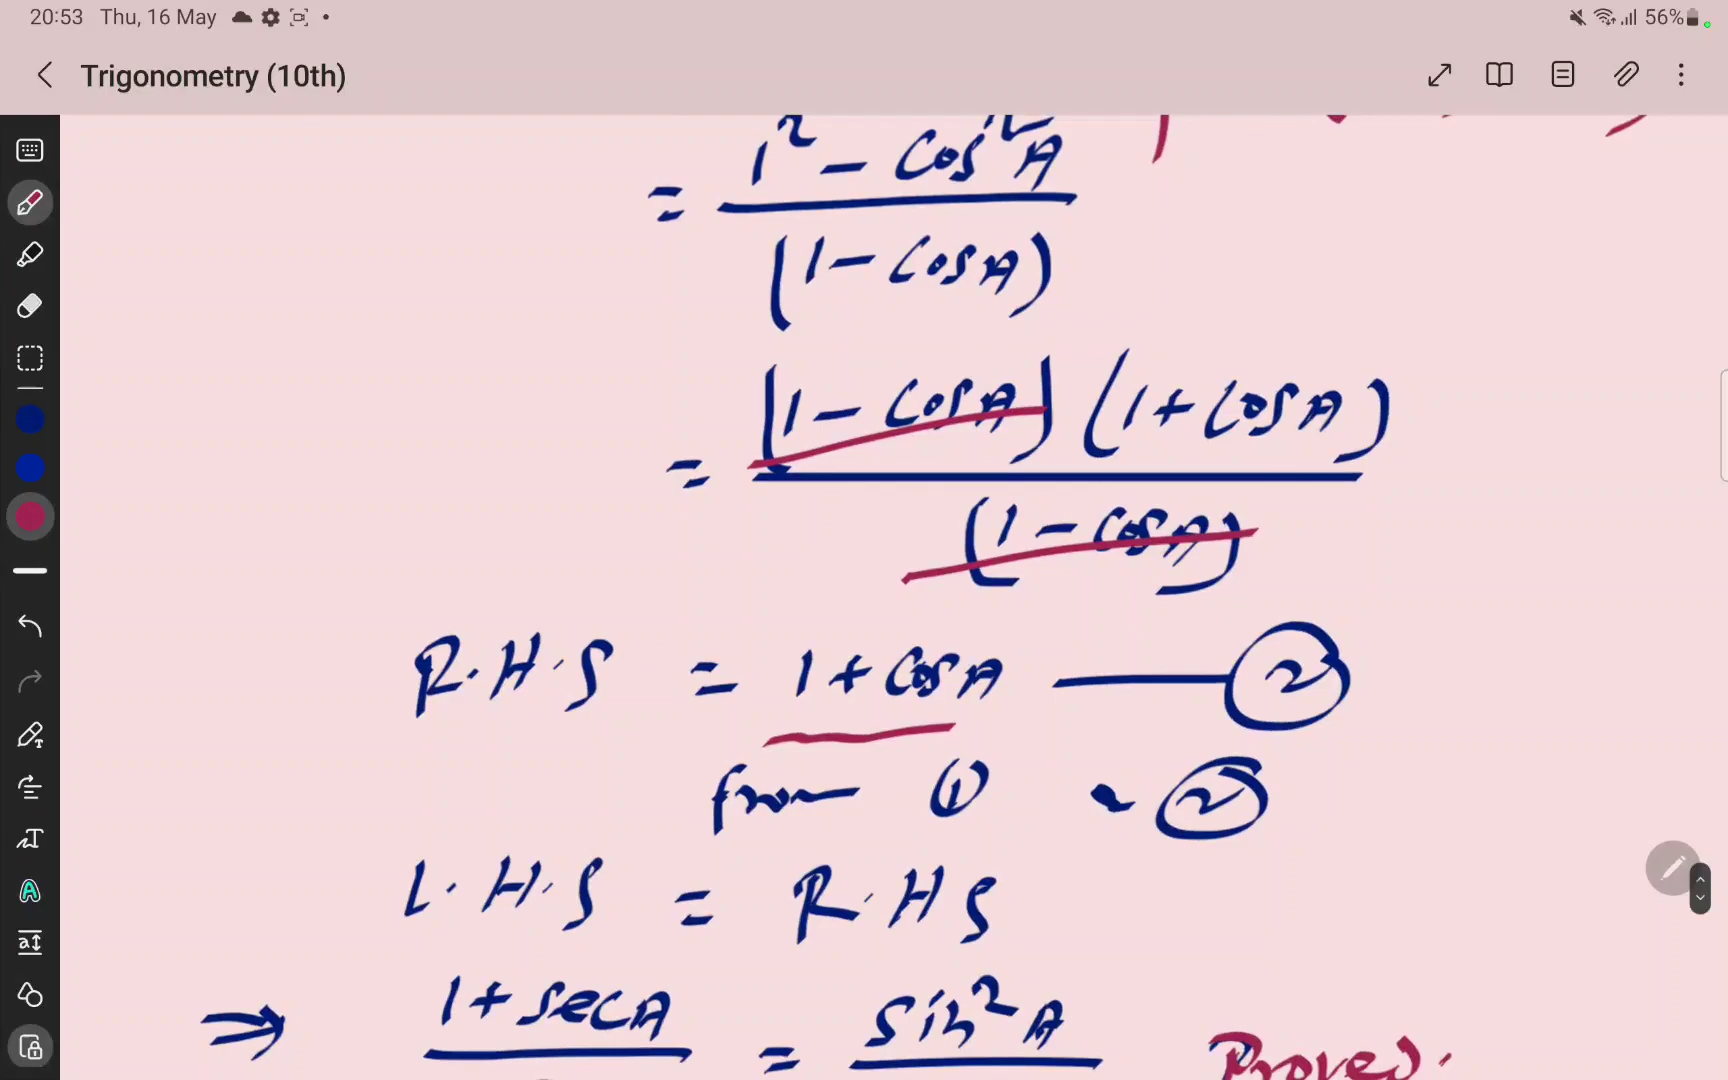 20:53 Thu, 16 May 56%
Trigonometry (10th)
= 1² - Cos²A
(1 - CosA)
= (1 - CosA) (1 + CosA)
(1 - CosA)
R.H.S = 1 + CosA — 2
from 1 2
L.H.S = R.H S
⇒ 1 + SecA = Sin²A Proved.